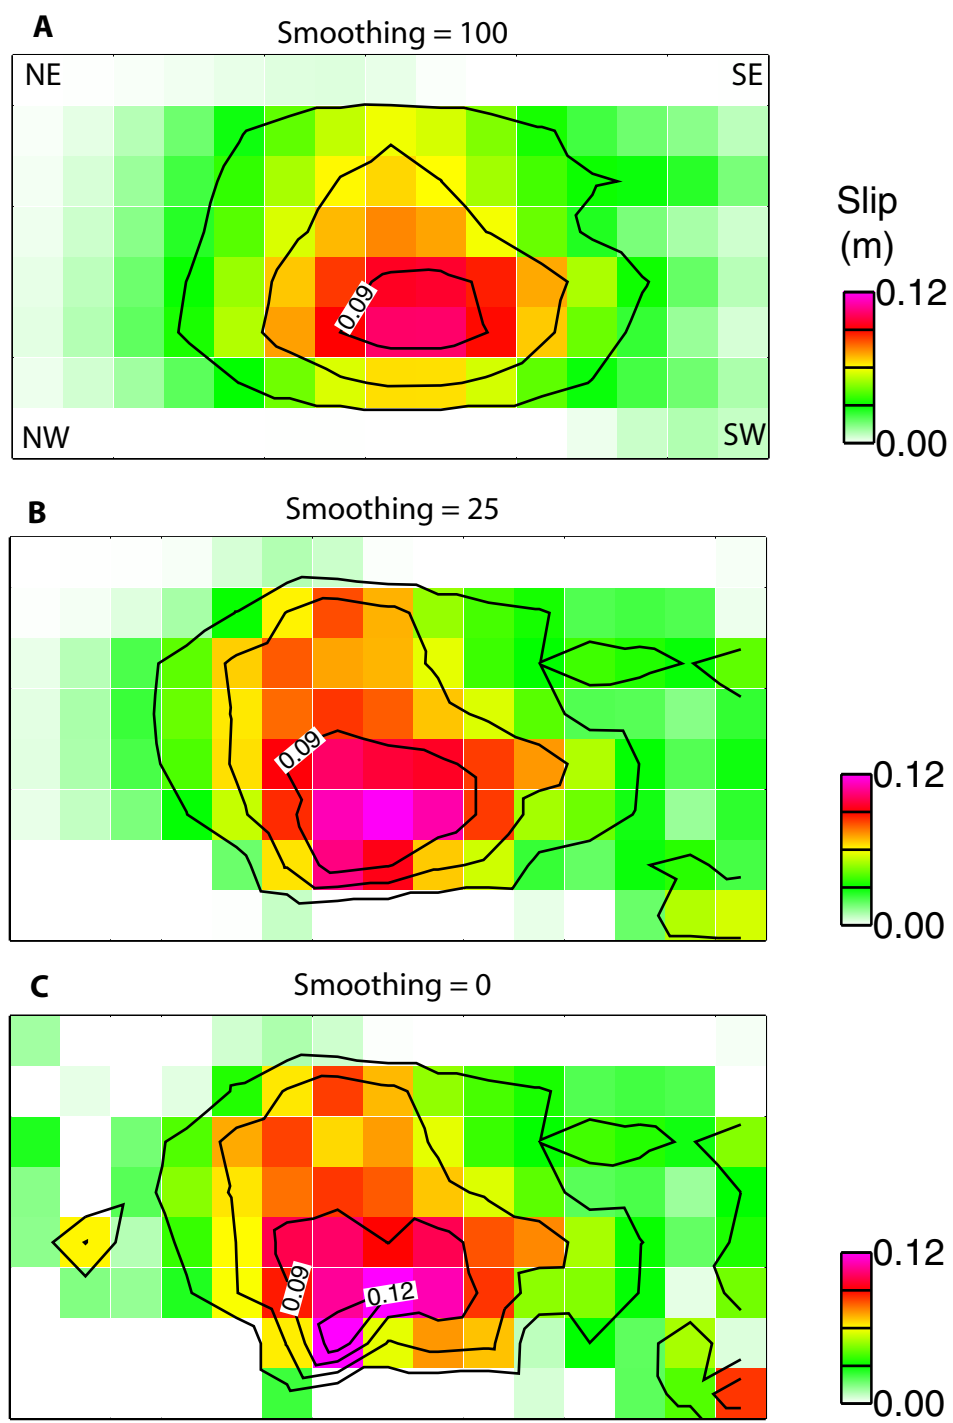 A
Smoothing = 100
NE
SE
0.09
NW
SW
Slip
(m)
0.12
0.00
B
Smoothing = 25
0.09
0.12
0.00
C
Smoothing = 0
0.09
0.12
0.12
0.00